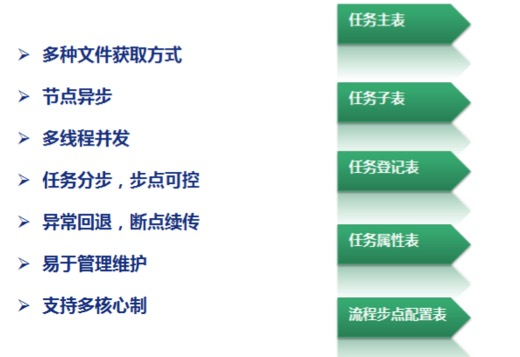 多种文件获取方式
节点异步
多线程并发
任务分步，步点可控
异常回退，断点续传
易于管理维护
支持多核心制
任务主表
任务子表
任务登记表
任务属性表
流程步点配置表